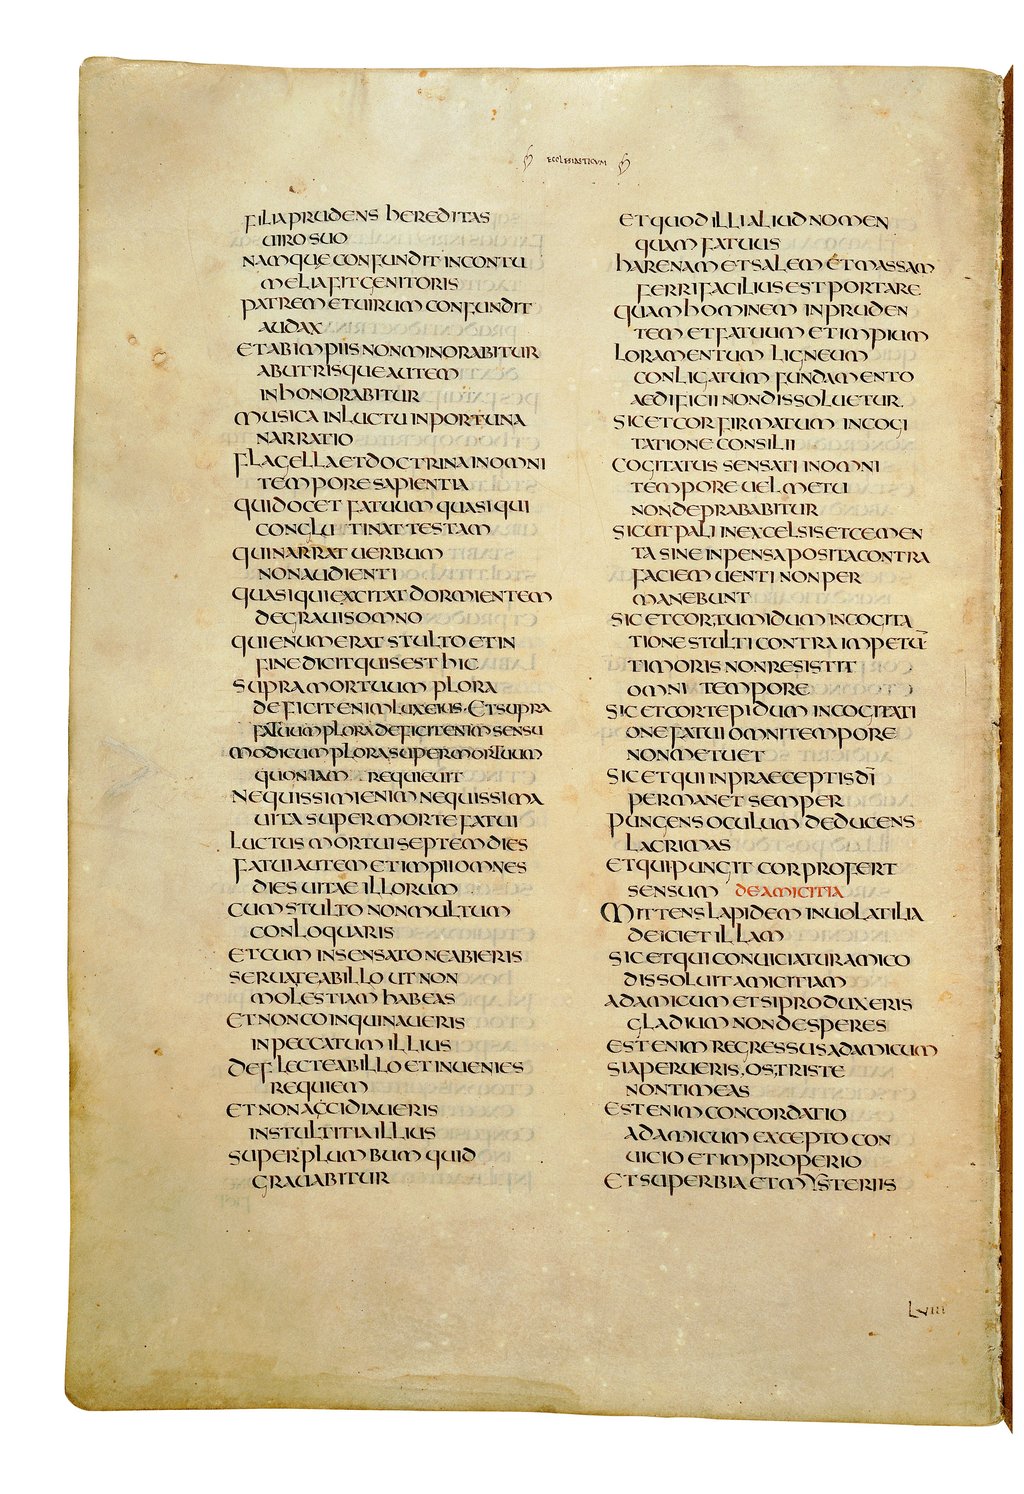 ECCLESIASTICUM
FILIA PRUDENS HEREDITAS
UIRO SUO
NAM QUE CONFUNDIT IN CONTU
MELIA FIT GENITORIS
PATREM ET UIRUM CONFUNDIT
AUDAX
ET AB IMPIIS NON MINORABITUR
AB UTRISQUE AUTEM
INHONORABITUR
MUSICA IN LUCTU INPORTUNA
NARRATIO
FLAGELLA ET DOCTRINA IN OMNI
TEMPORE SAPIENTIA
QUI DOCET FATUUM QUASI QUI
CONGLUTINAT TESTAM
QUI NARRAT UERBUM
NON AUDIENTI
QUASI QUI EXCITAT DORMIENTEM
DE GRAUI SOMNO
QUI ENUMERAT STULTO ET IN
FINE DICIT QUIS EST HIC
SUPRA MORTUUM PLORA
DEFICIT ENIM LUX EIUS· ET SUPRA
FATUUM PLORA DEFICIT ENIM SENSU
MODICUM PLORA SUPER MORTUUM
QUONIAM REQUIEUIT
NEQUISSIMI ENIM NEQUISSIMA
UITA SUPER MORTE FATUI
LUCTUS MORTUI SEPTEM DIES
FATUI AUTEM ET IMPII OMNES
DIES UITAE ILLORUM
CUM STULTO NON MULTUM
CONLOQUARIS
ET CUM INSENSATO NE ABIERIS
SERUA TE AB ILLO UT NON
MOLESTIAM HABEAS
ET NON COINQUINAUERIS
IN PECCATUM ILLIUS
DEFLECTE AB ILLO ET INUENIES
REQUIEM
ET NON ACCIDIAUERIS
IN STULTITIA ILLIUS
SUPER PLUMBUM QUID
GRAUABITUR
ET QUOD ILLI ALIUD NOMEN
QUAM FATUUS
HARENAM ET SALEM ET MASSAM
FERRI FACILIUS EST PORTARE
QUAM HOMINEM INPRUDEN
TEM ET FATUUM ET IMPIUM
LORAMENTUM LIGNEUM
CONLIGATUM FUNDAMENTO
AEDIFICII NON DISSOLUETUR
SIC ET COR FIRMATUM IN COGI
TATIONE CONSILII
COGITATUS SENSATI IN OMNI
TEMPORE UEL METU
NON DEPRABABITUR
SICUT PALI IN EXCELSIS ET CEMEN
TA SINE INPENSA POSITA CONTRA
FACIEM UENTI NON PER
MANEBUNT
SIC ET COR TUMIDUM IN COGITA
TIONE STULTI CONTRA IMPETŪ
TIMORIS NON RESISTIT
OMNI TEMPORE
SIC ET COR TEPIDUM IN COGITATI
ONE FATUI OMNI TEMPORE
NON METUET
SIC ET QUI IN PRAECEPTIS DĪ
PERMANET SEMPER
PUNGENS OCULUM DEDUCENS
LACRIMAS
ET QUI PUNGIT COR PROFERT
SENSUM DE AMICITIA
MITTENS LAPIDEM IN UOLATILIA
DEICIET ILLAM
SIC ET QUI CONUICIATUR AMICO
DISSOLUIT AMICITIAM
AD AMICUM ET SI PRODUXERIS
GLADIUM NON DESPERES
EST ENIM REGRESSUS AD AMICUM
SI APERUERIS OS TRISTE
NON TIMEAS
EST ENIM CONCORDATIO
AD AMICUM EXCEPTO CON
UICIO ET IMPROPERIO
ET SUPERBIA ET MYSTERIIS
LVIII